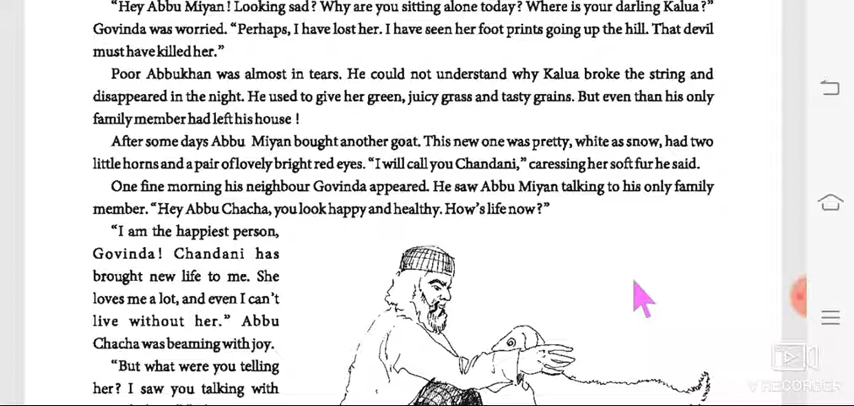 “Hey Abbu Miyan! Looking sad? Why are you sitting alone today? Where is your darling Kalua?”
Govinda was worried. “Perhaps, I have lost her. I have seen her foot prints going up the hill. That devil
must have killed her.”
Poor Abbukhan was almost in tears. He could not understand why Kalua broke the string and
disappeared in the night. He used to give her green, juicy grass and tasty grains. But even than his only
family member had left his house !
After some days Abbu Miyan bought another goat. This new one was pretty, white as snow, had two
little horns and a pair of lovely bright red eyes. “I will call you Chandani,” caressing her soft fur he said.
One fine morning his neighbour Govinda appeared. He saw Abbu Miyan talking to his only family
member. “Hey Abbu Chacha, you look happy and healthy. How’s life now?”
“I am the happiest person,
Govinda! Chandani has
brought new life to me. She
loves me a lot, and even I can’t
live without her.” Abbu
Chacha was beaming with joy.
“But what were you telling
her? I saw you talking with
V RECORDER